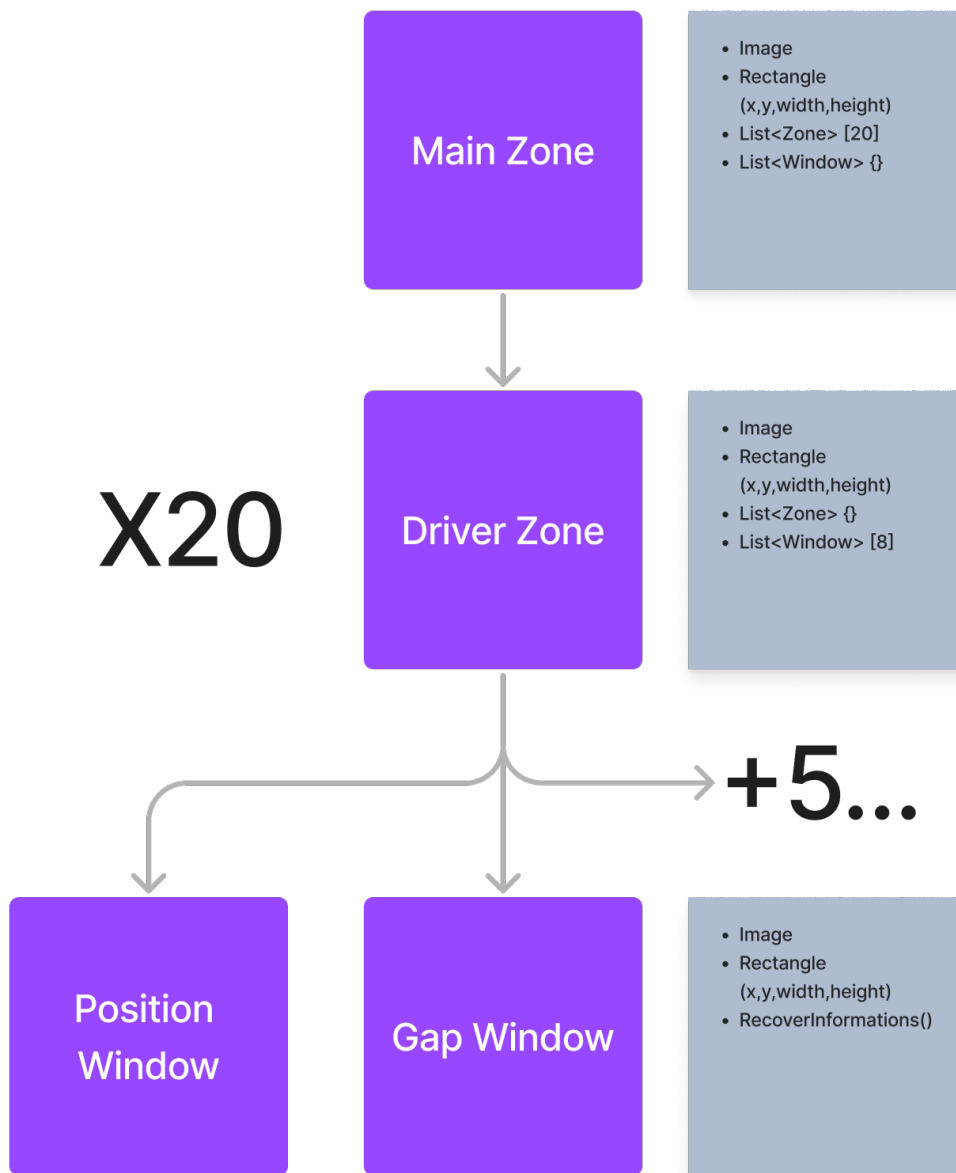 Main Zone
• Image
• Rectangle
(x,y,width,height)
• List<Zone> [20]
• List<Window> {}
X20
Driver Zone
• Image
• Rectangle
(x,y,width,height)
• List<Zone> {}
• List<Window> [8]
+5...
Position
Window
Gap Window
• Image
• Rectangle
(x,y,width,height)
• RecoverInformations()